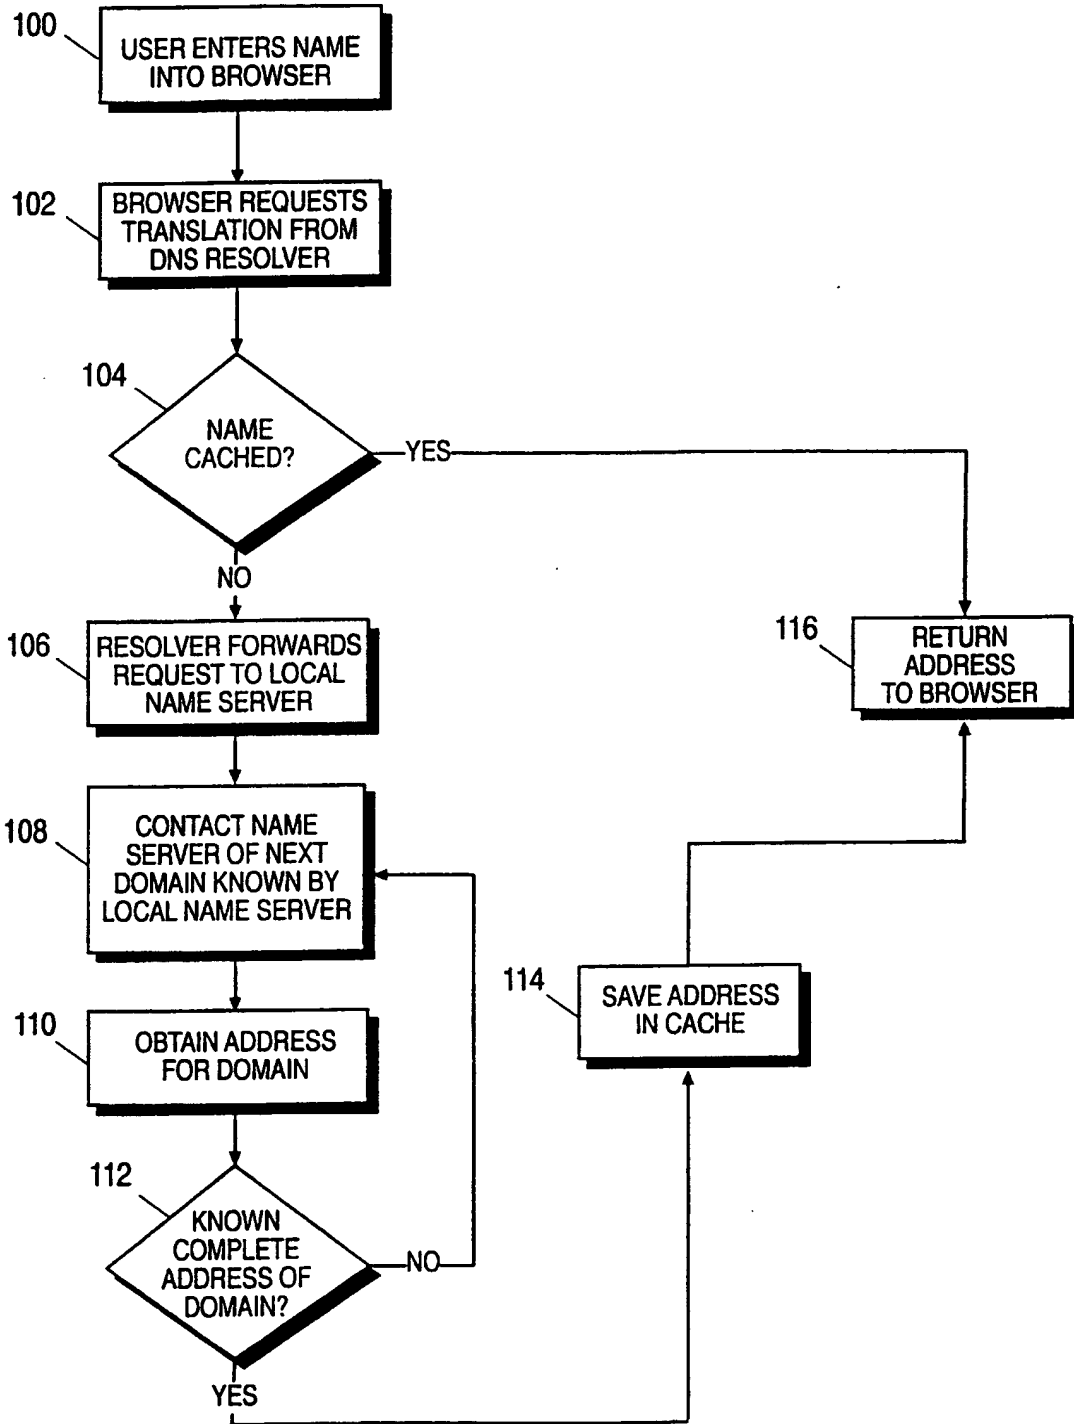 100
USER ENTERS NAME
INTO BROWSER
102
BROWSER REQUESTS
TRANSLATION FROM
DNS RESOLVER
104
NAME
CACHED?
YES
NO
106
RESOLVER FORWARDS
REQUEST TO LOCAL
NAME SERVER
116
RETURN
ADDRESS
TO BROWSER
108
CONTACT NAME
SERVER OF NEXT
DOMAIN KNOWN BY
LOCAL NAME SERVER
114
SAVE ADDRESS
IN CACHE
110
OBTAIN ADDRESS
FOR DOMAIN
112
KNOWN
COMPLETE
ADDRESS OF
DOMAIN?
NO
YES